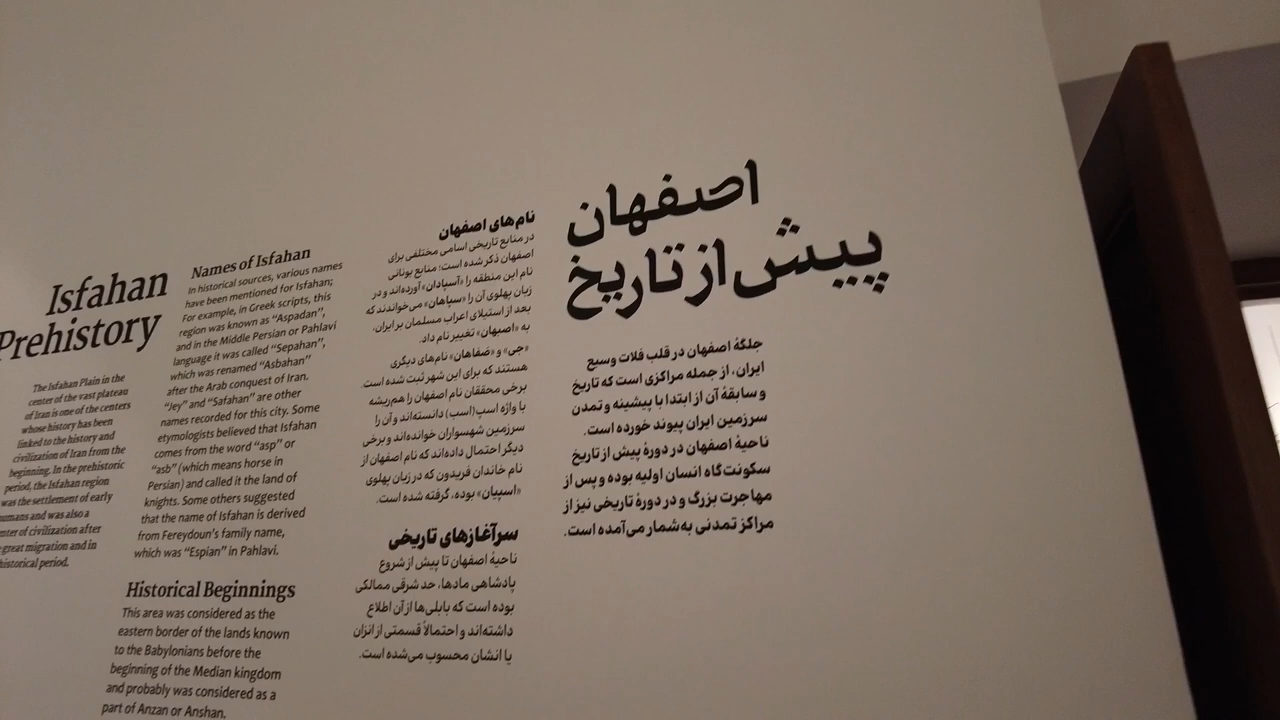 اصفهان
پیش از تاریخ
جلگهٔ اصفهان در قلب فلات وسیع
ایران، از جمله مراکزی است که تاریخ
و سابقهٔ آن از ابتدا با پیشینه و تمدن
سرزمین ایران پیوند خورده است.
ناحیهٔ اصفهان در دورهٔ پیش از تاریخ
سکونت‌گاه انسان اولیه بوده و پس از
مهاجرت بزرگ و در دورهٔ تاریخی نیز از
مراکز تمدنی به‌شمار می‌آمده است.
نام‌های اصفهان
در منابع تاریخی اسامی مختلفی برای
اصفهان ذکر شده است؛ منابع یونانی
نام این منطقه را «آسپادان» آورده‌اند و در
زبان پهلوی آن را «سپاهان» می‌خواندند که
بعد از استیلای اعراب مسلمان بر ایران،
به «اصبهان» تغییر نام داد.
«جی» و «صَفاهان» نام‌های دیگری
هستند که برای این شهر ثبت شده است.
برخی محققان نام اصفهان را هم‌ریشه
با واژه اسپ(اسب) دانسته‌اند و آن را
سرزمین شهسواران خوانده‌اند و برخی
دیگر احتمال داده‌اند که نام اصفهان از
نام خاندان فریدون که در زبان پهلوی
«اسپیان» بوده، گرفته شده است.
سرآغازهای تاریخی
ناحیهٔ اصفهان تا پیش از شروع
پادشاهی مادها، حد شرقی ممالکی
بوده است که بابلی‌ها از آن اطلاع
داشته‌اند و احتمالاً قسمتی از انزان
یا انشان محسوب می‌شده است.
Isfahan
Prehistory
The Isfahan Plain in the
center of the vast plateau
of Iran is one of the centers
whose history has been
linked to the history and
civilization of Iran from the
beginning. In the prehistoric
period, the Isfahan region
was the settlement of early
humans and was also a
center of civilization after
great migration and in
historical period.
Names of Isfahan
In historical sources, various names
have been mentioned for Isfahan;
For example, in Greek scripts, this
region was known as “Aspadan”,
and in the Middle Persian or Pahlavi
language it was called “Sepahan”,
which was renamed “Asbahan”
after the Arab conquest of Iran.
“Jey” and “Safahan” are other
names recorded for this city. Some
etymologists believed that Isfahan
comes from the word “asp” or
“asb” (which means horse in
Persian) and called it the land of
knights. Some others suggested
that the name of Isfahan is derived
from Fereydoun's family name,
which was “Espian” in Pahlavi.
Historical Beginnings
This area was considered as the
eastern border of the lands known
to the Babylonians before the
beginning of the Median kingdom
and probably was considered as a
part of Anzan or Anshan.